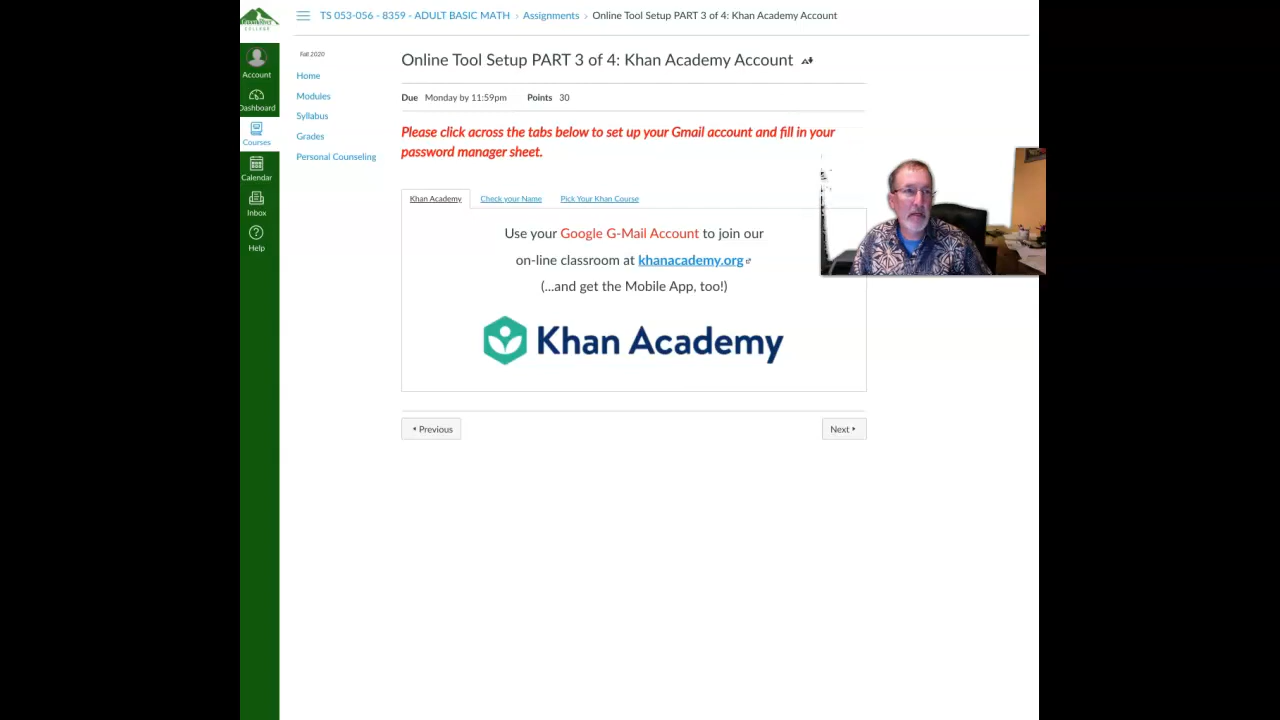 TS 053-056 - 8359 - ADULT BASIC MATH › Assignments › Online Tool Setup PART 3 of 4: Khan Academy Account
COLLEGE
Account
Dashboard
Courses
Calendar
Inbox
Help
Fall 2020
Home
Modules
Syllabus
Grades
Personal Counseling
Online Tool Setup PART 3 of 4: Khan Academy Account
Due Monday by 11:59pm Points 30
Please click across the tabs below to set up your Gmail account and fill in your
password manager sheet.
Khan Academy Check your Name Pick Your Khan Course
Use your Google G-Mail Account to join our
on-line classroom at khanacademy.org
(...and get the Mobile App, too!)
Khan Academy
Previous Next